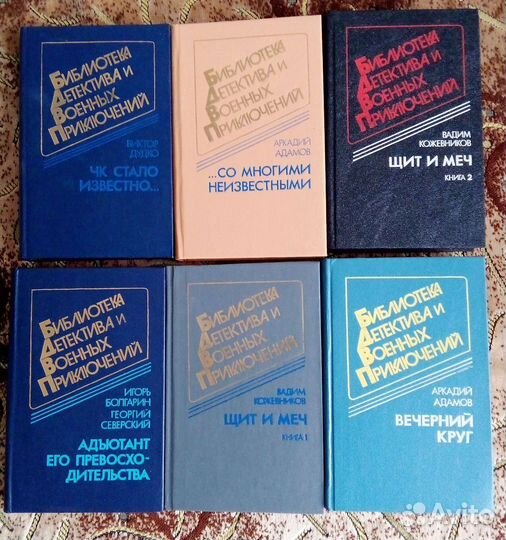 Библиотека
Детектива и
Военных
Приключений
Виктор
Дудко
ЧК стало
известно...
Библиотека
Детектива и
Военных
Приключений
Аркадий
Адамов
...Со многими
неизвестными
Библиотека
Детектива и
Военных
Приключений
Вадим
Кожевников
Щит и меч
Книга 2
Библиотека
Детектива и
Военных
Приключений
Игорь
Болгарин
Георгий
Северский
Адъютант
его превосхо-
дительства
Библиотека
Детектива и
Военных
Приключений
Вадим
Кожевников
Щит и меч
Книга 1
Библиотека
Детектива и
Военных
Приключений
Аркадий
Адамов
Вечерний
круг
Avito